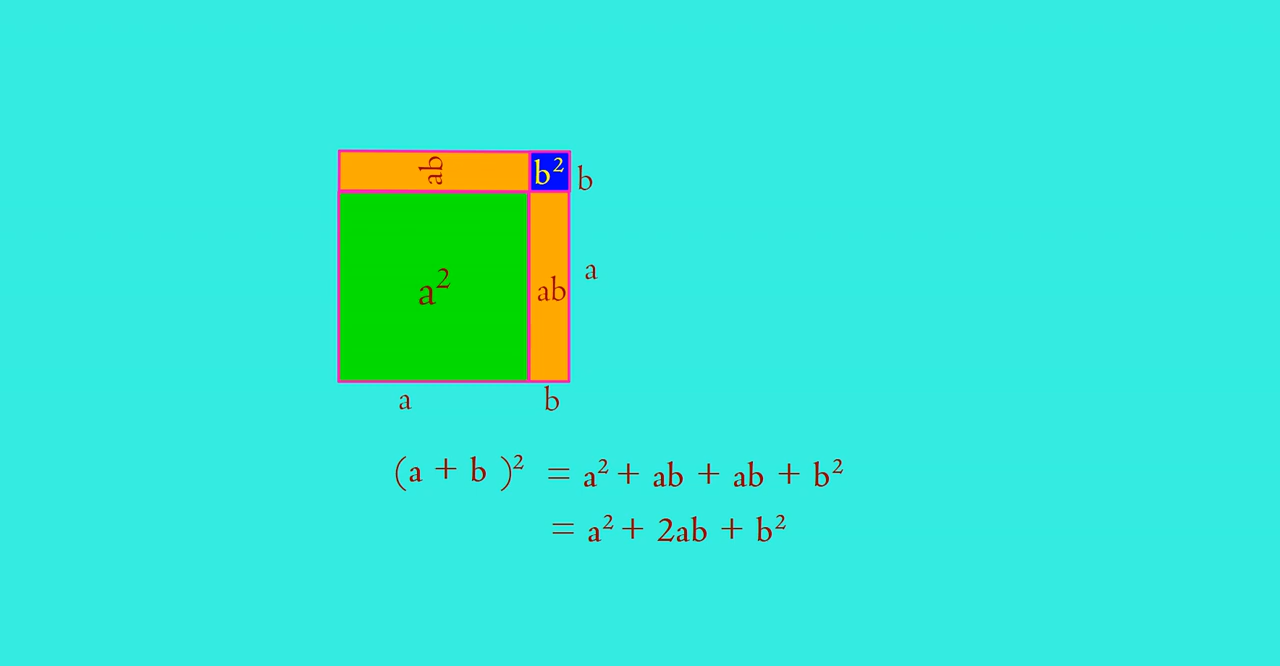 ab b² b
a² ab a
a b
(a + b )² = a² + ab + ab + b²
= a² + 2ab + b²